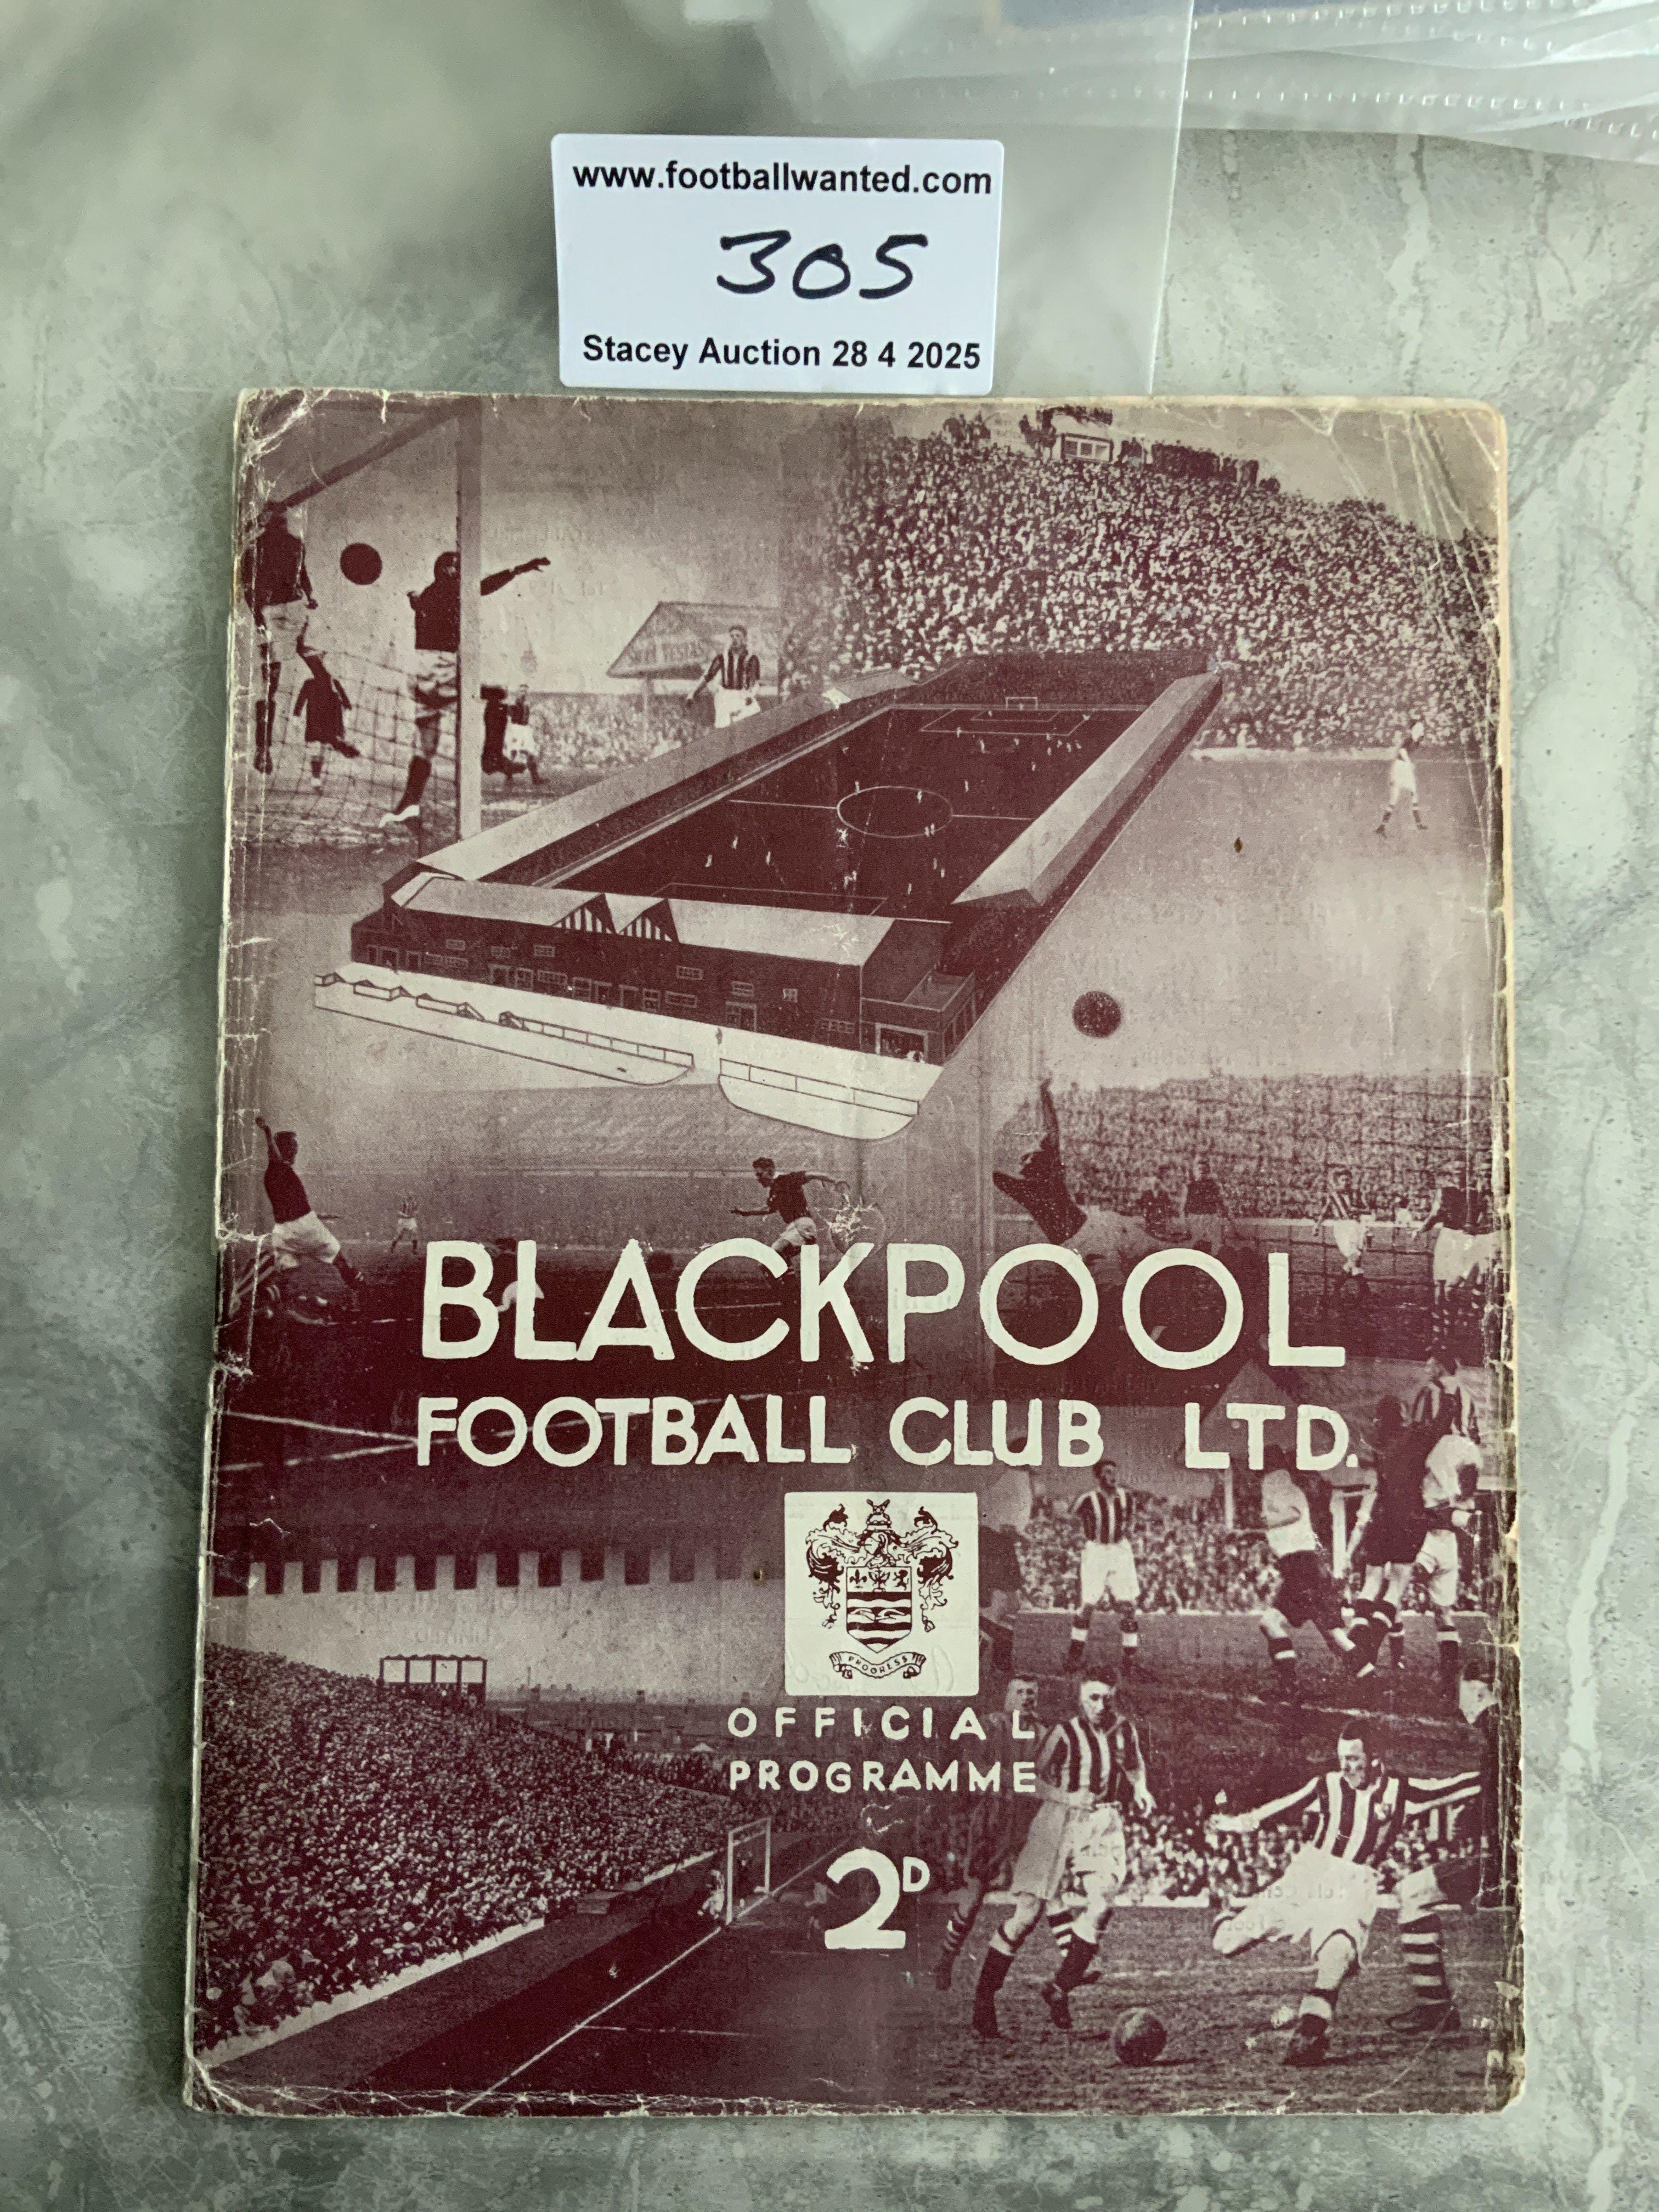 www.footballwanted.com
305
Stacey Auction 28 4 2025
BLACKPOOL
FOOTBALL CLUB LTD.
PROGRESS
OFFICIAL
PROGRAMME
2D